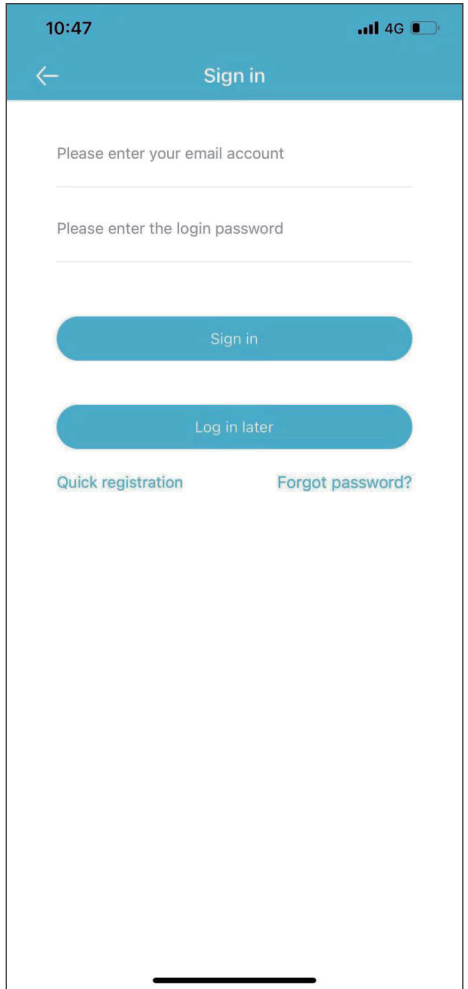 10:47 4G
Sign in
Please enter your email account
Please enter the login password
Sign in
Log in later
Quick registration Forgot password?